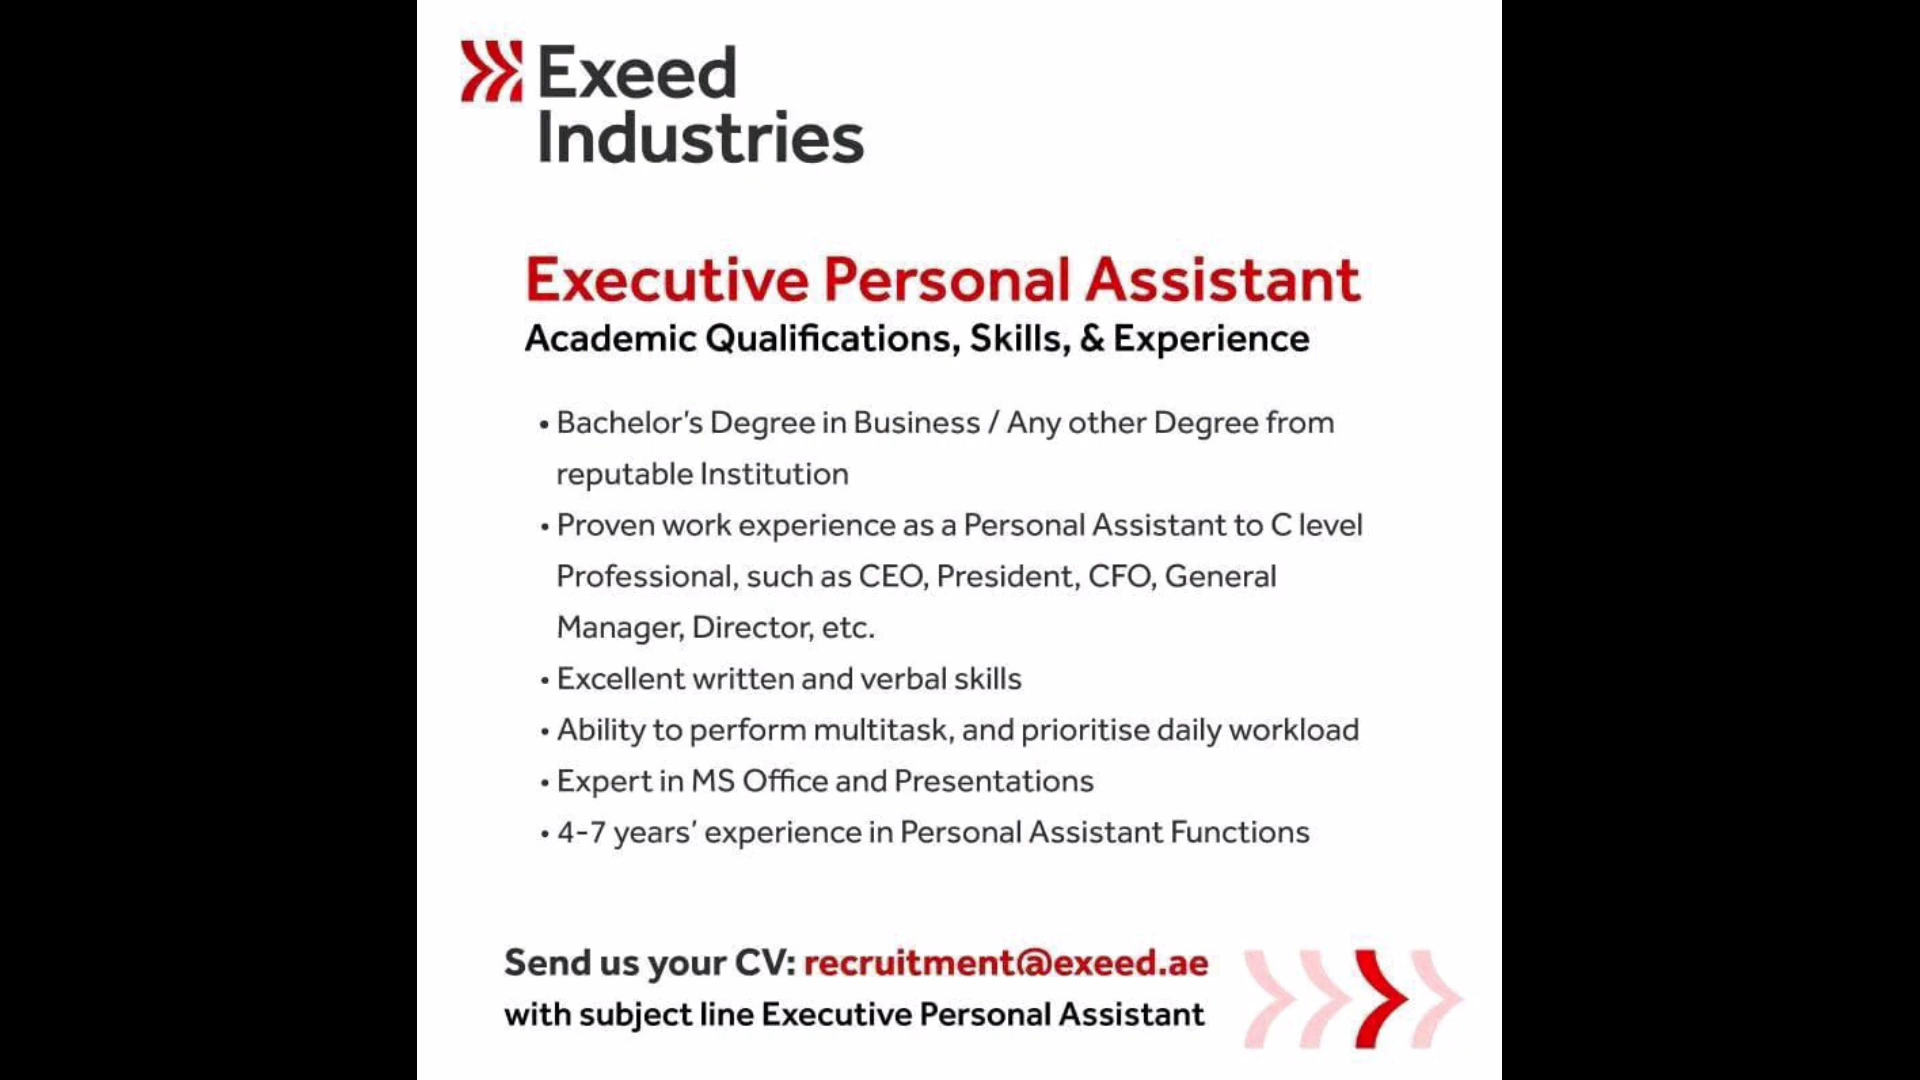 Exeed
Industries
Executive Personal Assistant
Academic Qualifications, Skills, & Experience
• Bachelor's Degree in Business / Any other Degree from
reputable Institution
• Proven work experience as a Personal Assistant to C level
Professional, such as CEO, President, CFO, General
Manager, Director, etc.
• Excellent written and verbal skills
• Ability to perform multitask, and prioritise daily workload
• Expert in MS Office and Presentations
• 4-7 years' experience in Personal Assistant Functions
Send us your CV: recruitment@exeed.ae
with subject line Executive Personal Assistant